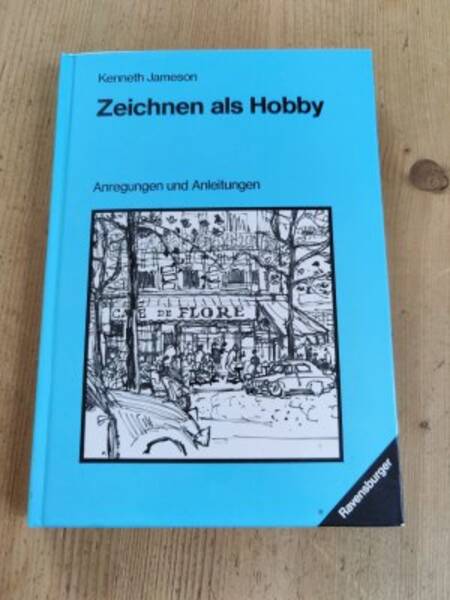 Kenneth Jameson
Zeichnen als Hobby
Anregungen und Anleitungen
CAFE DE FLORE
Ravensburger